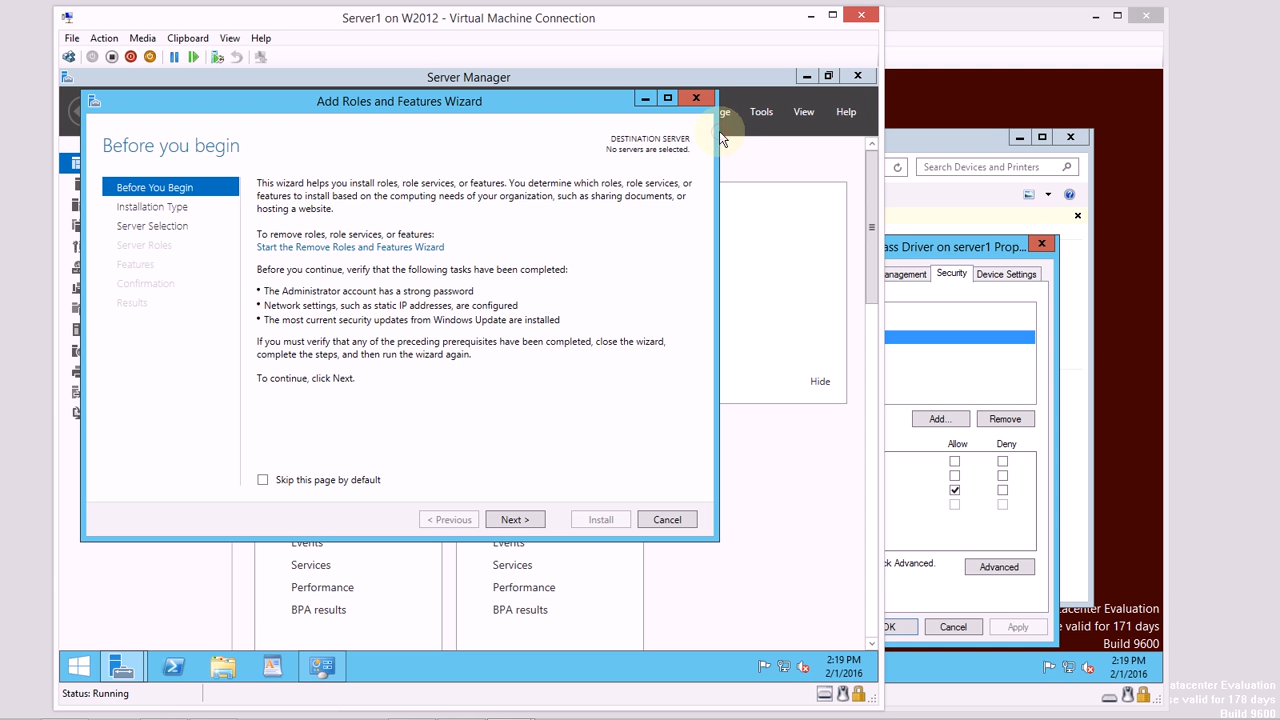 Server1 on W2012 - Virtual Machine Connection
File Action Media Clipboard View Help
Server Manager
Add Roles and Features Wizard
Tools View Help
Before you begin
DESTINATION SERVER
No servers are selected.
Before You Begin
Installation Type
Server Selection
Server Roles
Features
Confirmation
Results
This wizard helps you install roles, role services, or features. You determine which roles, role services, or
features to install based on the computing needs of your organization, such as sharing documents, or
hosting a website.
To remove roles, role services, or features:
Start the Remove Roles and Features Wizard
Before you continue, verify that the following tasks have been completed:
• The Administrator account has a strong password
• Network settings, such as static IP addresses, are configured
• The most current security updates from Windows Update are installed
If you must verify that any of the preceding prerequisites have been completed, close the wizard,
complete the steps, and then run the wizard again.
To continue, click Next.
Skip this page by default
< Previous Next > Install Cancel
Hide
Events Events
Services Services
Performance Performance
BPA results BPA results
2:19 PM
2/1/2016
Status: Running
Search Devices and Printers
ass Driver on server1 Prop...
anagement Security Device Settings
Add... Remove
Allow Deny
ck Advanced. Advanced
OK Cancel Apply
acenter Evaluation
e valid for 171 days
Build 9600
2:19 PM
2/1/2016
atacenter Evaluation
se valid for 178 days
Build 9600